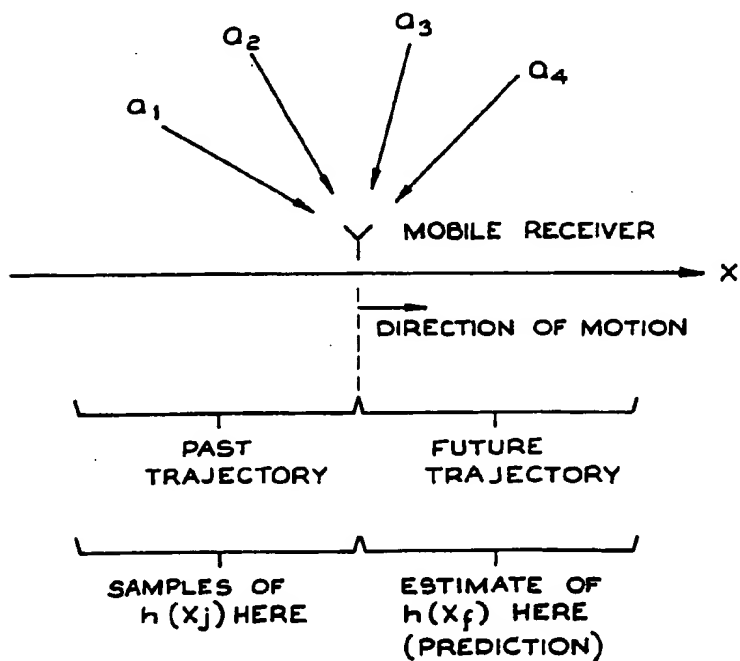 a1
a2
a3
a4
MOBILE RECEIVER
X
DIRECTION OF MOTION
PAST
TRAJECTORY
FUTURE
TRAJECTORY
SAMPLES OF
h(Xj) HERE
ESTIMATE OF
h(Xf) HERE
(PREDICTION)